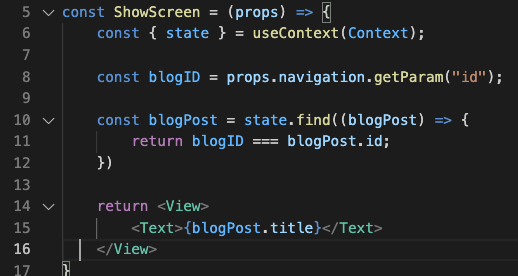 5 const ShowScreen = (props) => {
6 const { state } = useContext(Context);
7
8 const blogID = props.navigation.getParam("id");
9
10 const blogPost = state.find((blogPost) => {
11 return blogID === blogPost.id;
12 })
13
14 return <View>
15 <Text>{blogPost.title}</Text>
16 </View>
17 }